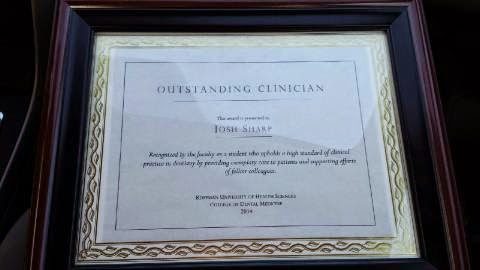 OUTSTANDING CLINICIAN
This award is presented to
JOSH SHARP
Recognized by the faculty as a student who upholds a high standard of clinical
practice in dentistry by providing exemplary care to patients and supporting efforts
of fellow colleagues.
ROSEMAN UNIVERSITY OF HEALTH SCIENCES
COLLEGE OF DENTAL MEDICINE
2014